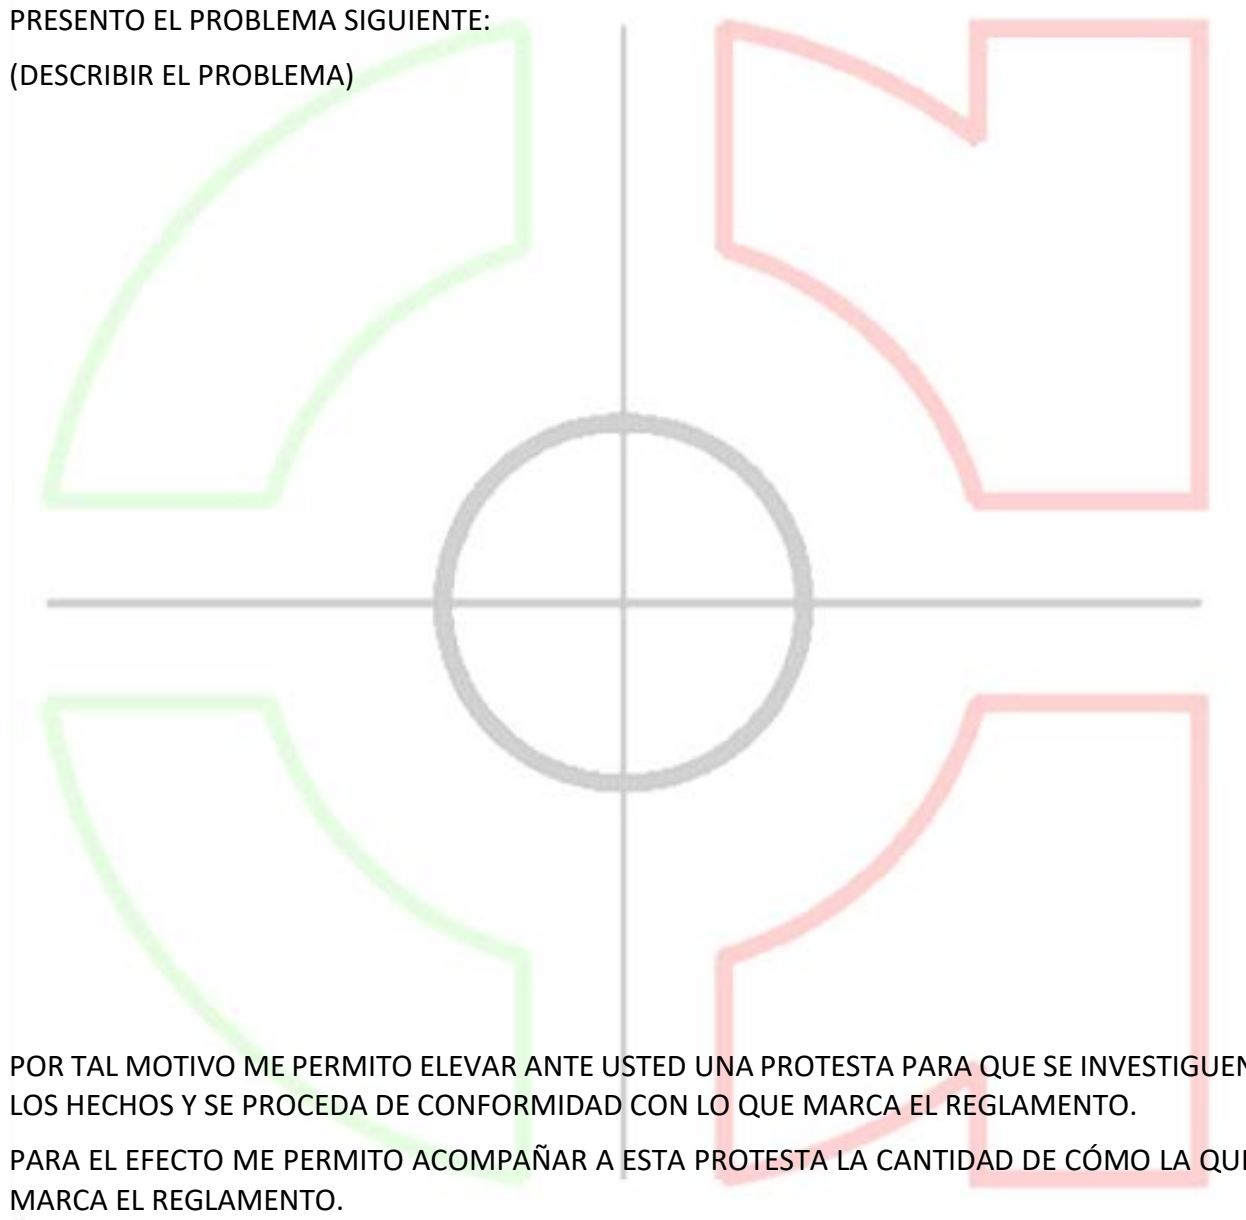 PRESENTO EL PROBLEMA SIGUIENTE:
(DESCRIBIR EL PROBLEMA)
POR TAL MOTIVO ME PERMITO ELEVAR ANTE USTED UNA PROTESTA PARA QUE SE INVESTIGUEN
LOS HECHOS Y SE PROCEDA DE CONFORMIDAD CON LO QUE MARCA EL REGLAMENTO.
PARA EL EFECTO ME PERMITO ACOMPAÑAR A ESTA PROTESTA LA CANTIDAD DE CÓMO LA QUE
MARCA EL REGLAMENTO.